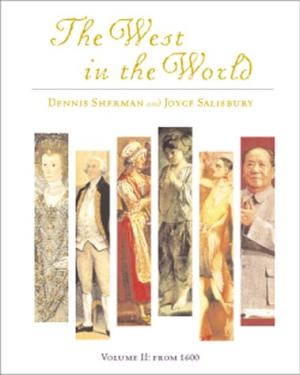 The West
in the World
Dennis Sherman and Joyce Salisbury
Volume II: from 1600